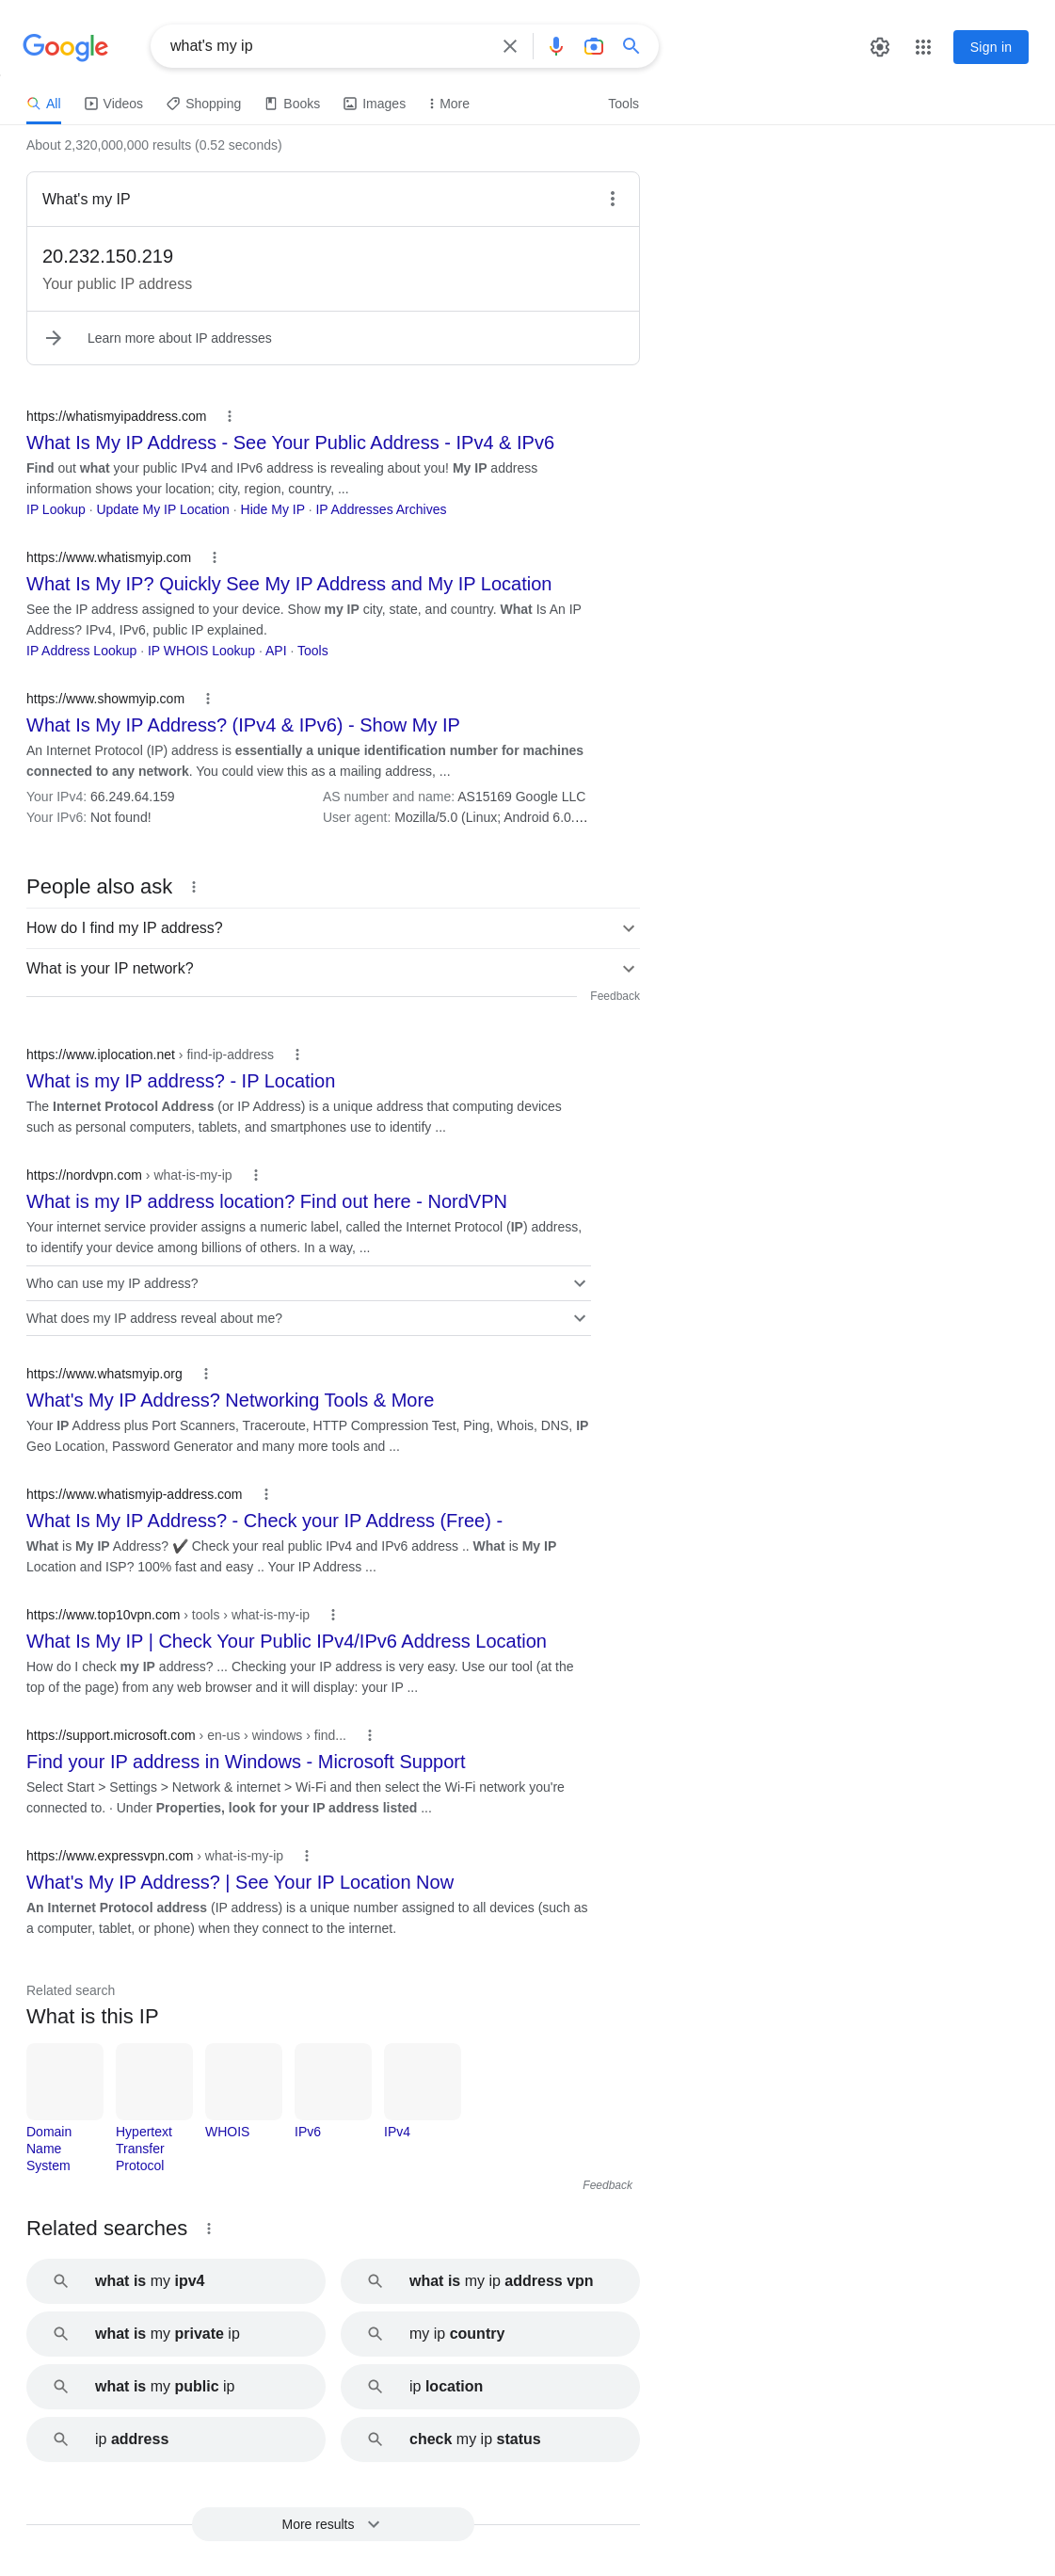 Google
what's my ip
Sign in
All
Videos
Shopping
Books
Images
More
Tools
About 2,320,000,000 results (0.52 seconds)
What's my IP
20.232.150.219
Your public IP address
Learn more about IP addresses
https://whatismyipaddress.com
What Is My IP Address - See Your Public Address - IPv4 & IPv6
Find out what your public IPv4 and IPv6 address is revealing about you! My IP address
information shows your location; city, region, country, ...
IP Lookup · Update My IP Location · Hide My IP · IP Addresses Archives
https://www.whatismyip.com
What Is My IP? Quickly See My IP Address and My IP Location
See the IP address assigned to your device. Show my IP city, state, and country. What Is An IP
Address? IPv4, IPv6, public IP explained.
IP Address Lookup · IP WHOIS Lookup · API · Tools
https://www.showmyip.com
What Is My IP Address? (IPv4 & IPv6) - Show My IP
An Internet Protocol (IP) address is essentially a unique identification number for machines
connected to any network. You could view this as a mailing address, ...
Your IPv4: 66.249.64.159
AS number and name: AS15169 Google LLC
Your IPv6: Not found!
User agent: Mozilla/5.0 (Linux; Android 6.0....
People also ask
How do I find my IP address?
What is your IP network?
Feedback
https://www.iplocation.net › find-ip-address
What is my IP address? - IP Location
The Internet Protocol Address (or IP Address) is a unique address that computing devices
such as personal computers, tablets, and smartphones use to identify ...
https://nordvpn.com › what-is-my-ip
What is my IP address location? Find out here - NordVPN
Your internet service provider assigns a numeric label, called the Internet Protocol (IP) address,
to identify your device among billions of others. In a way, ...
Who can use my IP address?
What does my IP address reveal about me?
https://www.whatsmyip.org
What's My IP Address? Networking Tools & More
Your IP Address plus Port Scanners, Traceroute, HTTP Compression Test, Ping, Whois, DNS, IP
Geo Location, Password Generator and many more tools and ...
https://www.whatismyip-address.com
What Is My IP Address? - Check your IP Address (Free) -
What is My IP Address? ✔ Check your real public IPv4 and IPv6 address .. What is My IP
Location and ISP? 100% fast and easy .. Your IP Address ...
https://www.top10vpn.com › tools › what-is-my-ip
What Is My IP | Check Your Public IPv4/IPv6 Address Location
How do I check my IP address? ... Checking your IP address is very easy. Use our tool (at the
top of the page) from any web browser and it will display: your IP ...
https://support.microsoft.com › en-us › windows › find...
Find your IP address in Windows - Microsoft Support
Select Start > Settings > Network & internet > Wi-Fi and then select the Wi-Fi network you're
connected to. · Under Properties, look for your IP address listed ...
https://www.expressvpn.com › what-is-my-ip
What's My IP Address? | See Your IP Location Now
An Internet Protocol address (IP address) is a unique number assigned to all devices (such as
a computer, tablet, or phone) when they connect to the internet.
Related search
What is this IP
Domain
Name
System
Hypertext
Transfer
Protocol
WHOIS
IPv6
IPv4
Feedback
Related searches
what is my ipv4
what is my ip address vpn
what is my private ip
my ip country
what is my public ip
ip location
ip address
check my ip status
More results